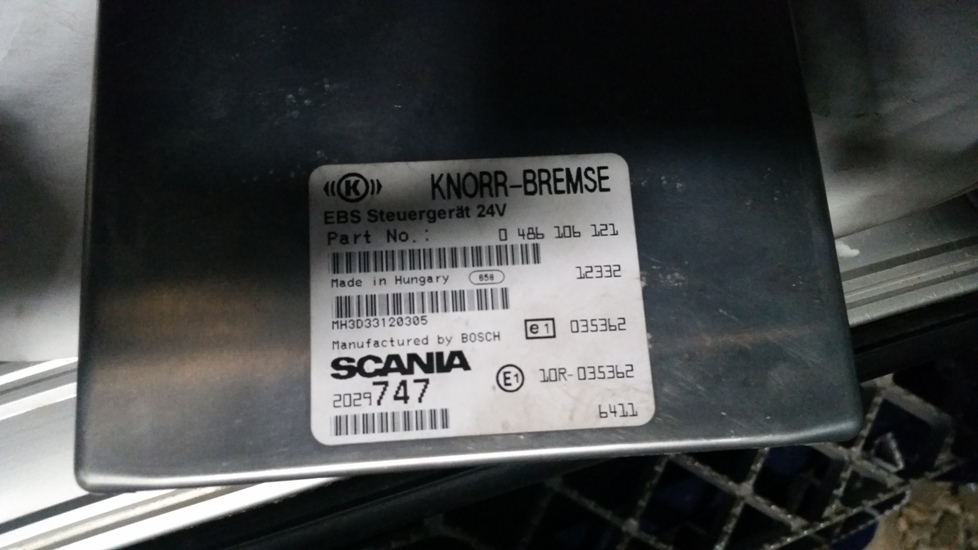 K KNORR-BREMSE
EBS Steuergerät 24V
Part No.: 0 486 106 121
12332
Made in Hungary 658
MH3D33120305
e1 035362
Manufactured by BOSCH
SCANIA
2029747
E1 10R-035362
6411